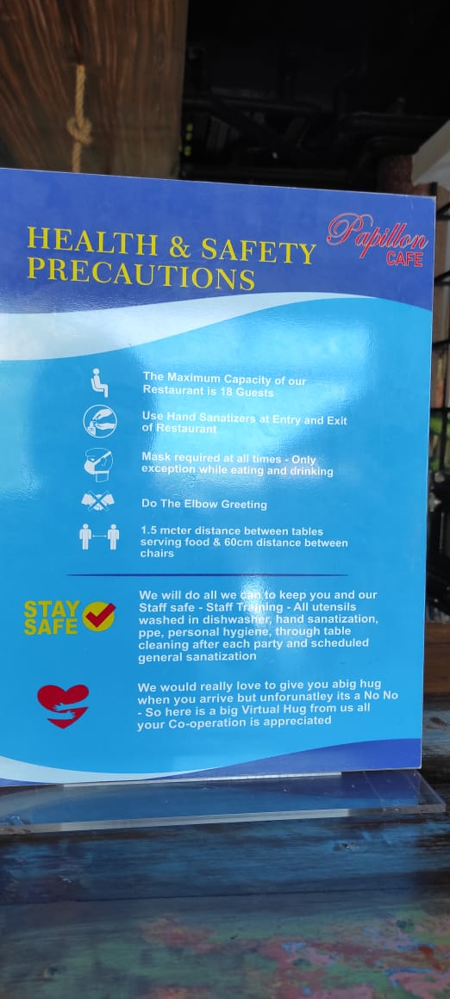 Papillon
CAFE
HEALTH & SAFETY
PRECAUTIONS
The Maximum Capacity of our
Restaurant is 18 Guests
Use Hand Sanatizers at Entry and Exit
of Restaurant
Mask required at all times - Only
exception while eating and drinking
Do The Elbow Greeting
1.5 meter distance between tables
serving food & 60cm distance between
chairs
STAY
SAFE
We will do all we can to keep you and our
Staff safe - Staff Training - All utensils
washed in dishwasher, hand sanatization,
ppe, personal hygiene, through table
cleaning after each party and scheduled
general sanatization
We would really love to give you abig hug
when you arrive but unforunatley its a No No
- So here is a big Virtual Hug from us all
your Co-operation is appreciated